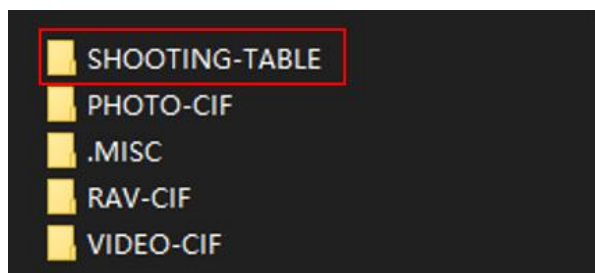 SHOOTING-TABLE
PHOTO-CIF
.MISC
RAV-CIF
VIDEO-CIF